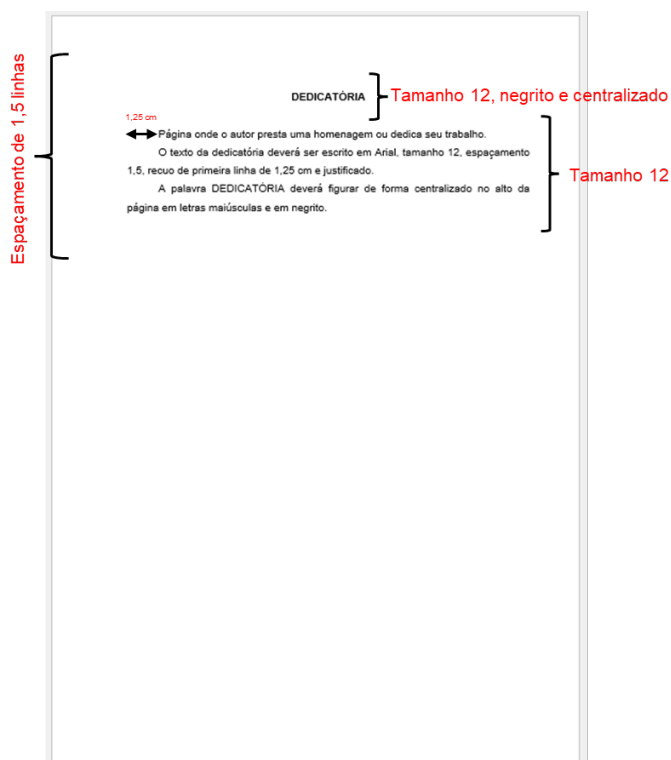 DEDICATÓRIA
Tamanho 12, negrito e centralizado
1,25 cm
Página onde o autor presta uma homenagem ou dedica seu trabalho.
O texto da dedicatória deverá ser escrito em Arial, tamanho 12, espaçamento
1,5, recuo de primeira linha de 1,25 cm e justificado.
A palavra DEDICATÓRIA deverá figurar de forma centralizado no alto da
página em letras maiúsculas e em negrito.
Tamanho 12
Espaçamento de 1,5 linhas